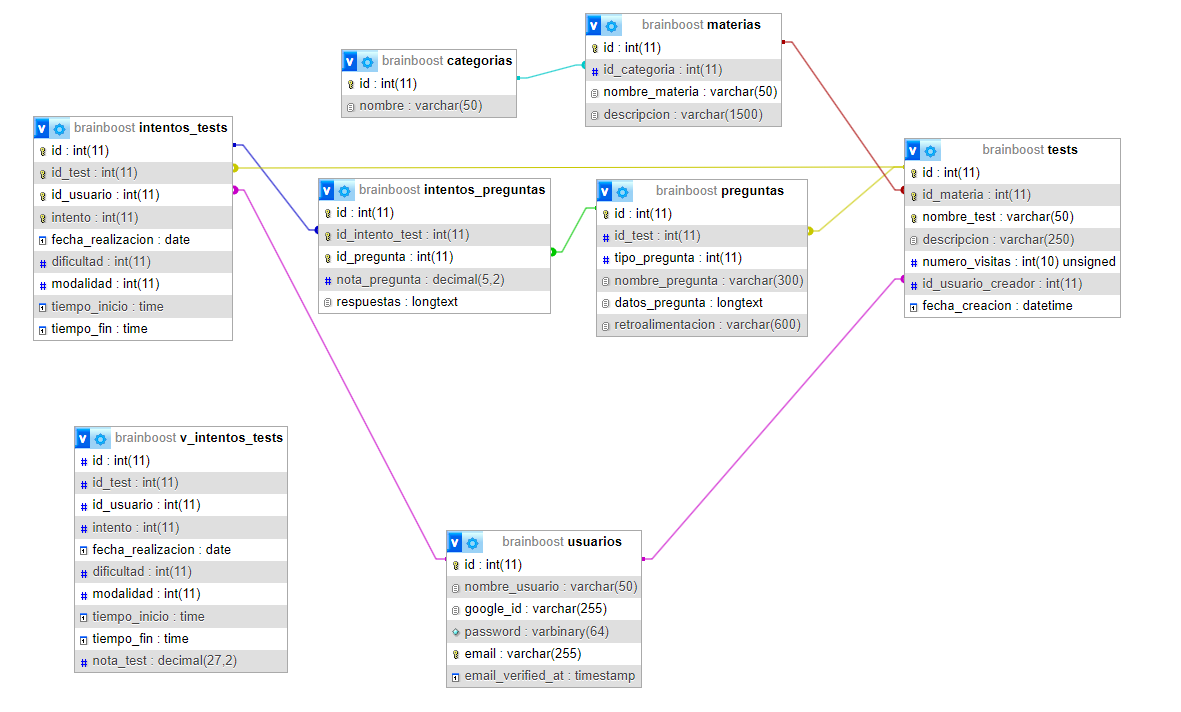 brainboost materias
id : int(11)
id_categoria : int(11)
nombre_materia : varchar(50)
descripcion : varchar(1500)
brainboost categorias
id : int(11)
nombre : varchar(50)
brainboost intentos_tests
id : int(11)
id_test : int(11)
id_usuario : int(11)
intento : int(11)
fecha_realizacion : date
dificultad : int(11)
modalidad : int(11)
tiempo_inicio : time
tiempo_fin : time
brainboost intentos_preguntas
id : int(11)
id_intento_test : int(11)
id_pregunta : int(11)
nota_pregunta : decimal(5,2)
respuestas : longtext
brainboost preguntas
id : int(11)
id_test : int(11)
tipo_pregunta : int(11)
nombre_pregunta : varchar(300)
datos_pregunta : longtext
retroalimentacion : varchar(600)
brainboost tests
id : int(11)
id_materia : int(11)
nombre_test : varchar(50)
descripcion : varchar(250)
numero_visitas : int(10) unsigned
id_usuario_creador : int(11)
fecha_creacion : datetime
brainboost v_intentos_tests
id : int(11)
id_test : int(11)
id_usuario : int(11)
intento : int(11)
fecha_realizacion : date
dificultad : int(11)
modalidad : int(11)
tiempo_inicio : time
tiempo_fin : time
nota_test : decimal(27,2)
brainboost usuarios
id : int(11)
nombre_usuario : varchar(50)
google_id : varchar(255)
password : varbinary(64)
email : varchar(255)
email_verified_at : timestamp